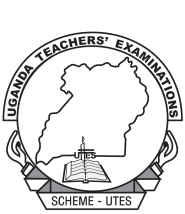 UGANDA TEACHERS' EXAMINATIONS
UTES
SCHEME - UTES